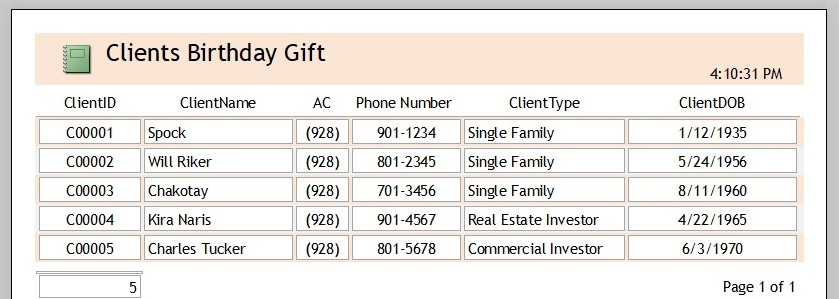 Clients Birthday Gift
4:10:31 PM
ClientID ClientName AC Phone Number ClientType ClientDOB
C00001 Spock (928) 901-1234 Single Family 1/12/1935
C00002 Will Riker (928) 801-2345 Single Family 5/24/1956
C00003 Chakotay (928) 701-3456 Single Family 8/11/1960
C00004 Kira Naris (928) 901-4567 Real Estate Investor 4/22/1965
C00005 Charles Tucker (928) 801-5678 Commercial Investor 6/3/1970
5 Page 1 of 1